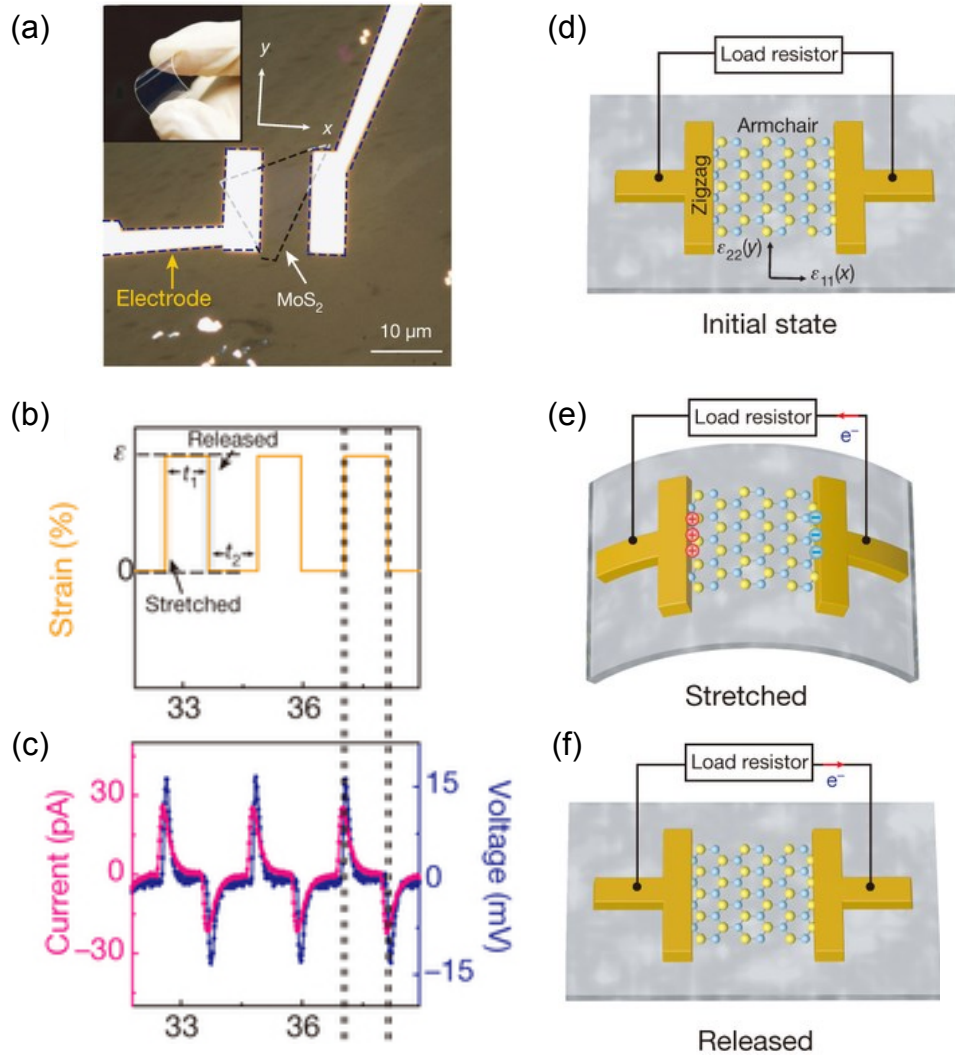 (a)
y
x
Electrode
MoS₂
10 µm
(b)
Strain (%)
ε
0
Released
t₁
t₂
Stretched
33
36
(c)
Current (pA)
30
0
−30
Voltage (mV)
15
0
−15
33
36
(d)
Load resistor
Armchair
Zigzag
ε₂₂(y)
ε₁₁(x)
Initial state
(e)
Load resistor
e⁻
+
+
+
−
−
−
Stretched
(f)
Load resistor
e⁻
Released